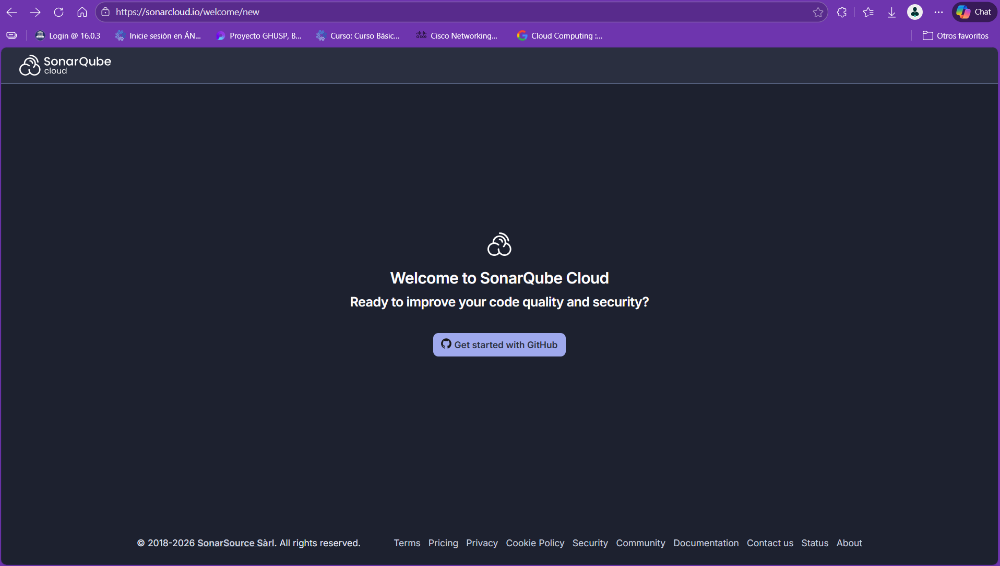 https://sonarcloud.io/welcome/new
Chat
Login @ 16.0.3
Inicie sesión en ÁN...
Proyecto GHUSP, B...
Curso: Curso Básic...
Cisco Networking...
Cloud Computing :...
Otros favoritos
SonarQube
cloud
Welcome to SonarQube Cloud
Ready to improve your code quality and security?
Get started with GitHub
© 2018-2026 SonarSource Sàrl. All rights reserved.
Terms Pricing Privacy Cookie Policy Security Community Documentation Contact us Status About